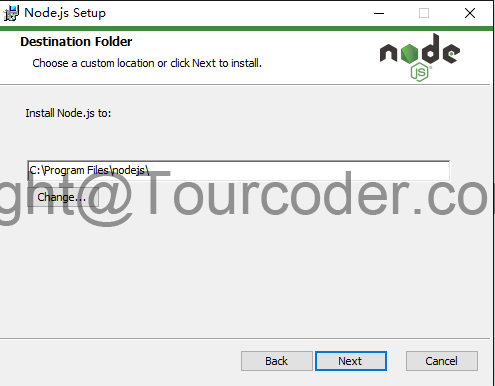 Node.js Setup
Destination Folder
Choose a custom location or click Next to install.
node
JS
Install Node.js to:
C:\Program Files\nodejs\
ght@Tourcoder.co
Change...
Back
Next
Cancel